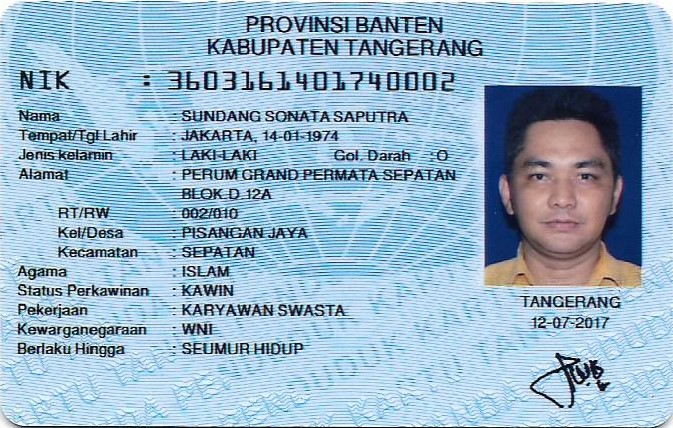 PROVINSI BANTEN
KABUPATEN TANGERANG
NIK : 3603161401740002
Nama : SUNDANG SONATA SAPUTRA
Tempat/Tgl Lahir : JAKARTA, 14-01-1974
Jenis kelamin : LAKI-LAKI Gol. Darah : O
Alamat : PERUM GRAND PERMATA SEPATAN
BLOK.D.12A
RT/RW : 002/010
Kel/Desa : PISANGAN JAYA
Kecamatan : SEPATAN
Agama : ISLAM
Status Perkawinan : KAWIN
Pekerjaan : KARYAWAN SWASTA
Kewarganegaraan : WNI
Berlaku Hingga : SEUMUR HIDUP
TANGERANG
12-07-2017